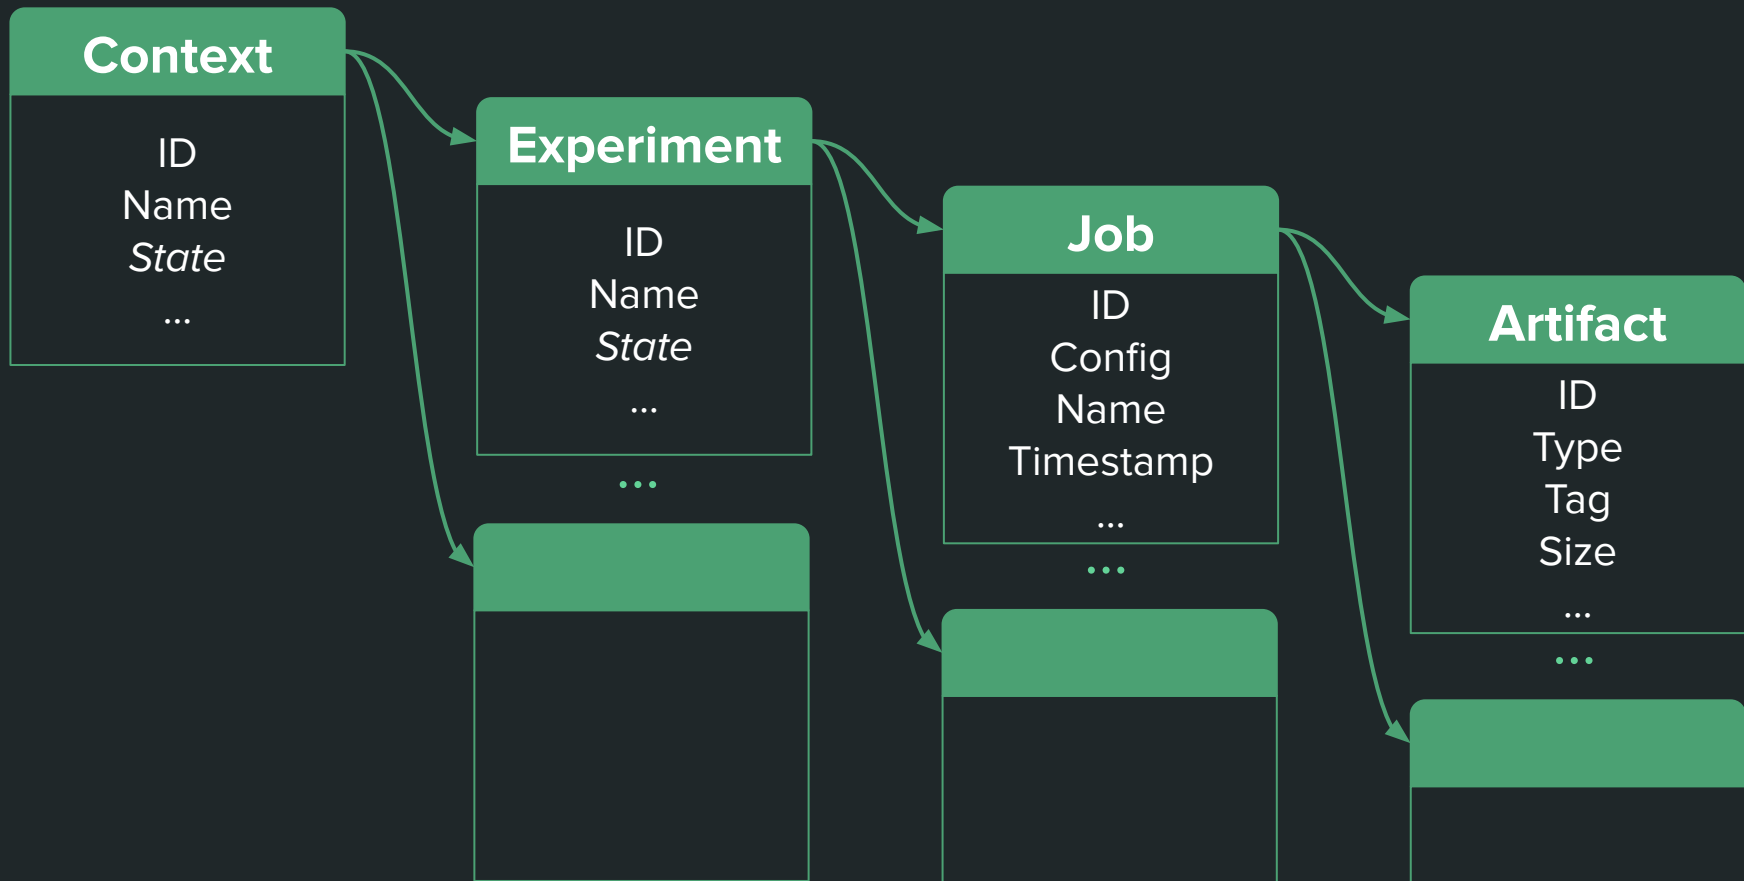 Context
ID
Name
State
...
Experiment
ID
Name
State
...
...
Job
ID
Config
Name
Timestamp
...
...
Artifact
ID
Type
Tag
Size
...
...